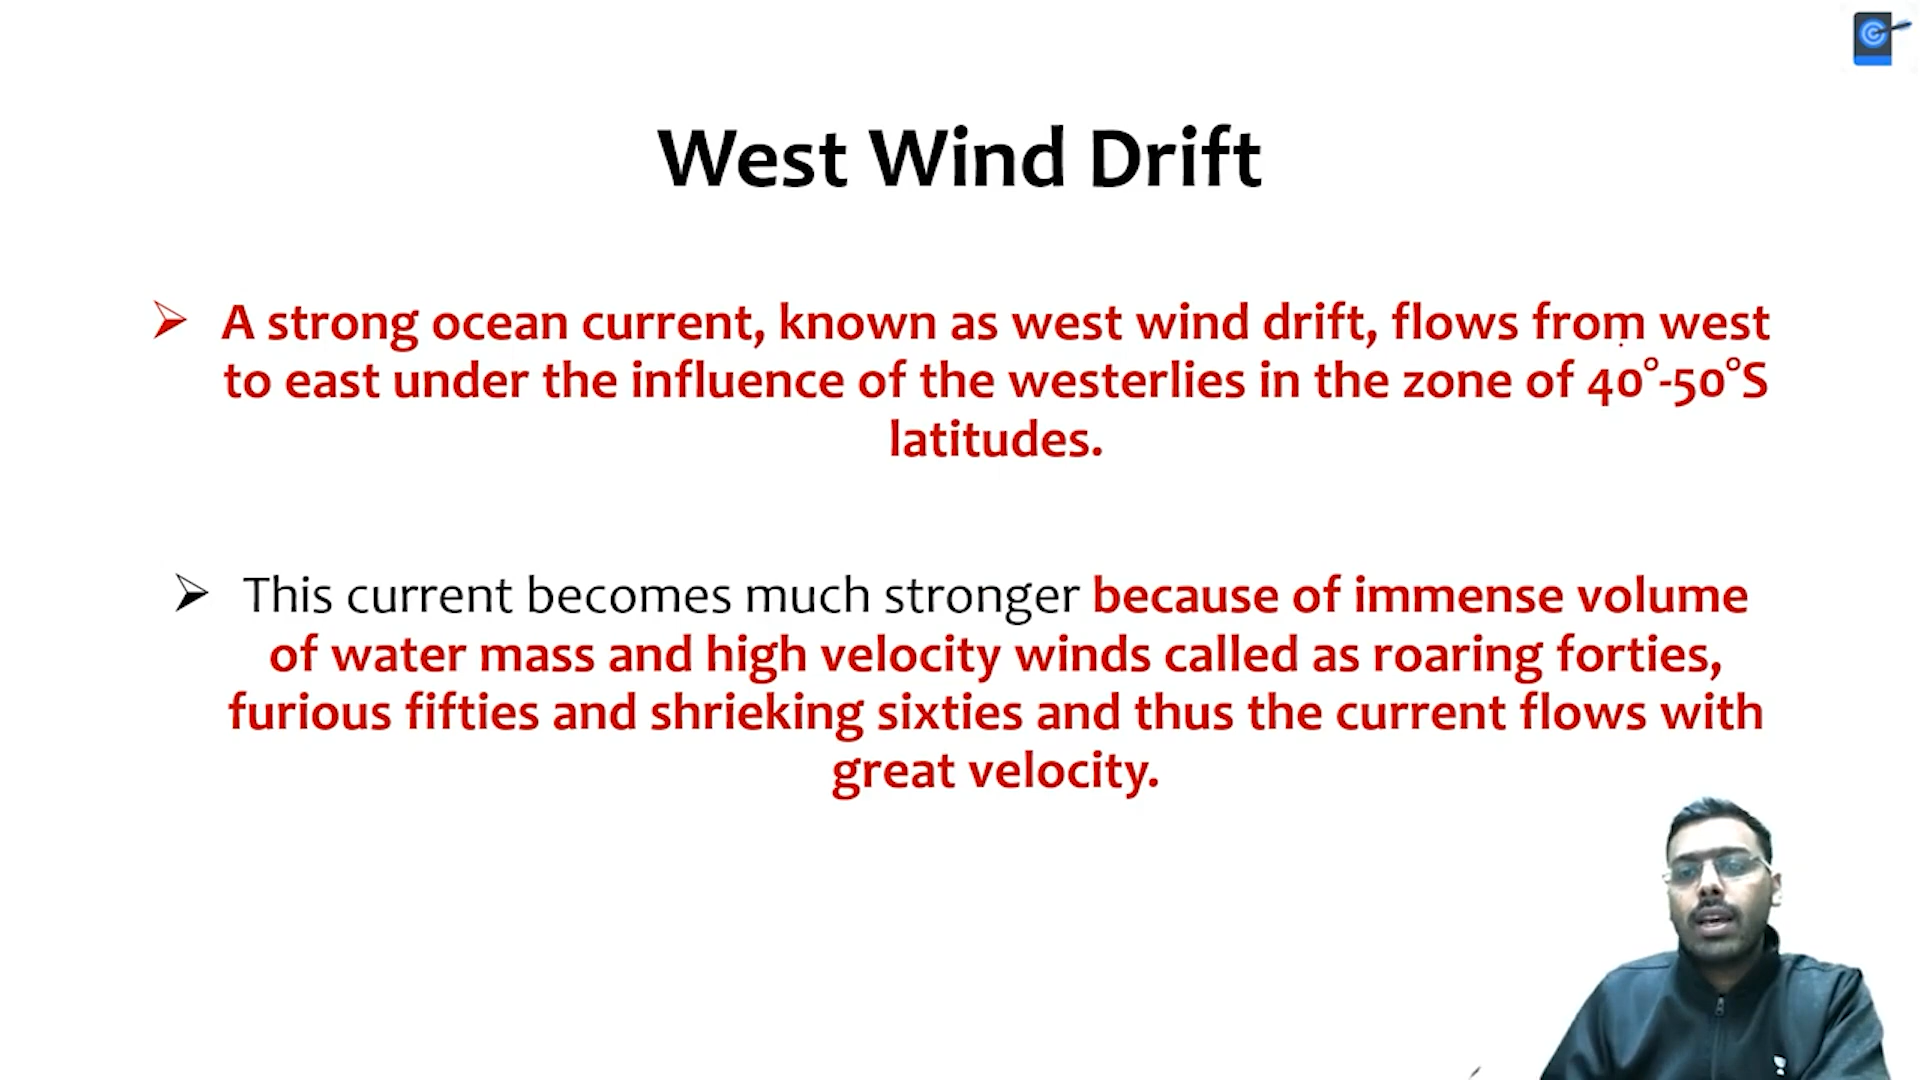 West Wind Drift
➢ A strong ocean current, known as west wind drift, flows from west
to east under the influence of the westerlies in the zone of 40°-50°S
latitudes.
➢ This current becomes much stronger because of immense volume
of water mass and high velocity winds called as roaring forties,
furious fifties and shrieking sixties and thus the current flows with
great velocity.